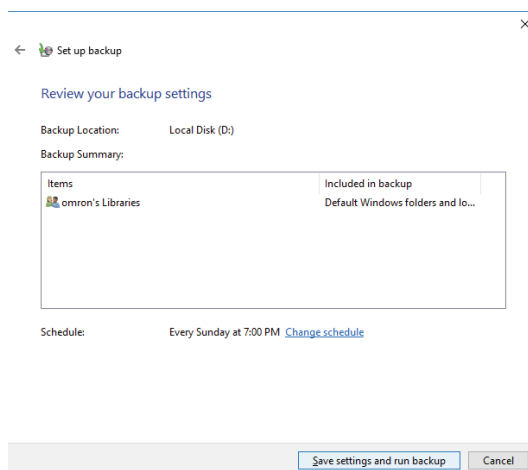 Set up backup
Review your backup settings
Backup Location: Local Disk (D:)
Backup Summary:
Items Included in backup
omron's Libraries Default Windows folders and lo...
Schedule: Every Sunday at 7:00 PM Change schedule
Save settings and run backup Cancel